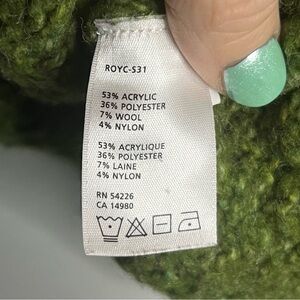 ROYC-S31
53% ACRYLIC
36% POLYESTER
7% WOOL
4% NYLON
53% ACRYLIQUE
36% POLYESTER
7% LAINE
4% NYLON
RN 54226
CA 14980